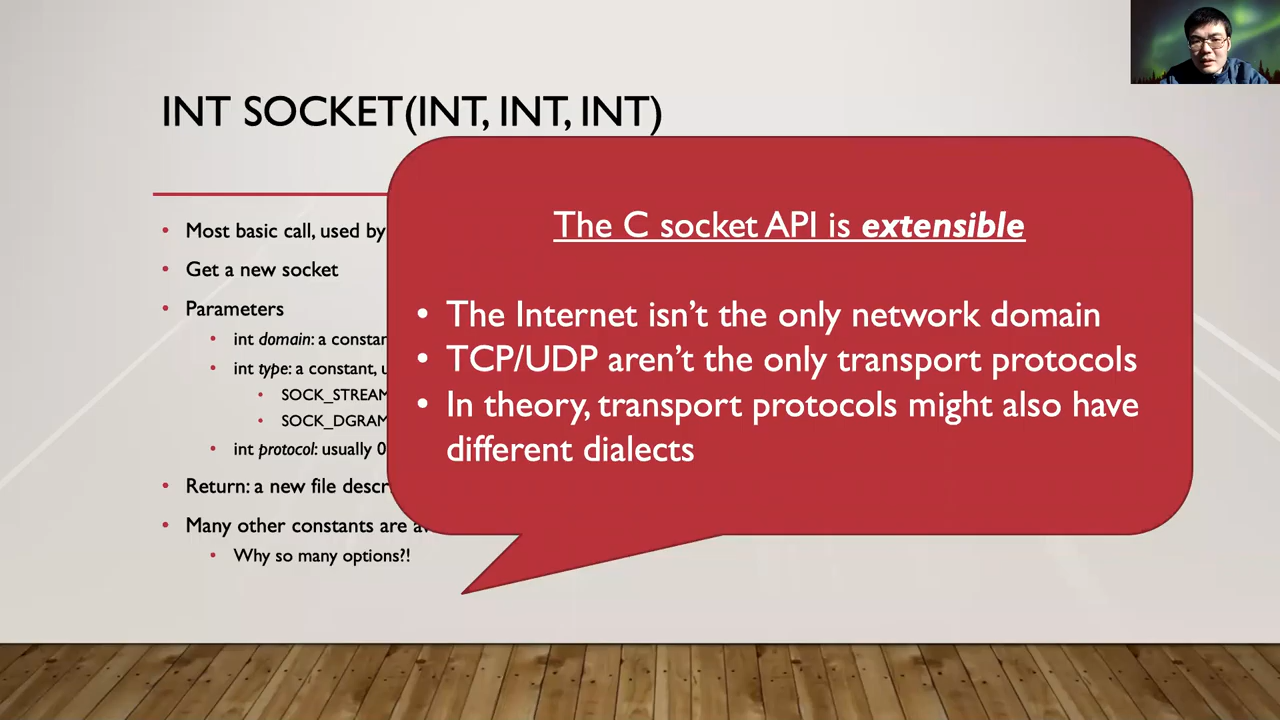 INT SOCKET(INT, INT, INT)
• Most basic call, used by
• Get a new socket
• Parameters
• int domain: a constan
• int type: a constant, u
• SOCK_STREAM
• SOCK_DGRAM
• int protocol: usually 0
• Return: a new file descr
• Many other constants are av
• Why so many options?!
The C socket API is extensible
• The Internet isn’t the only network domain
• TCP/UDP aren’t the only transport protocols
• In theory, transport protocols might also have
different dialects